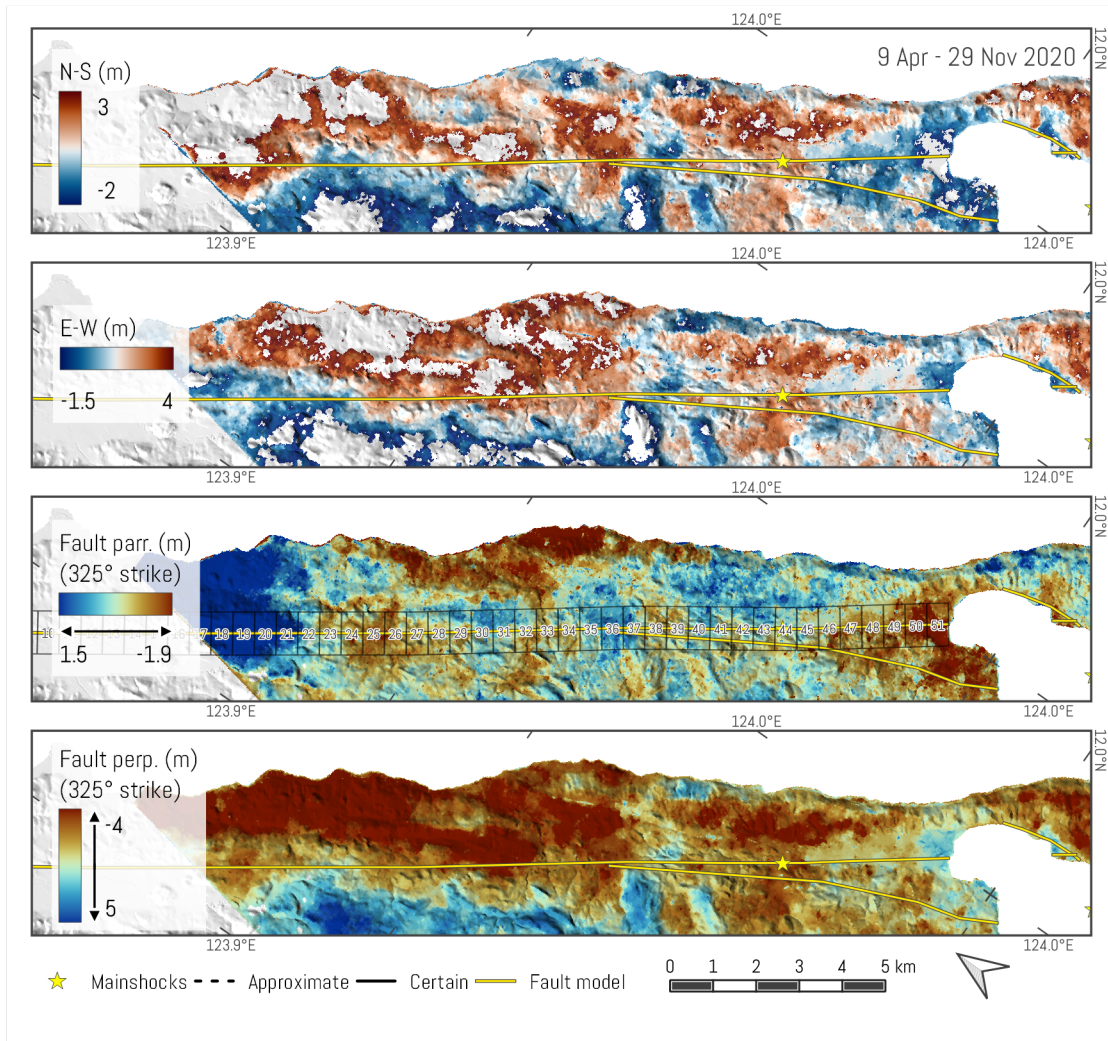 124.0°E
12.0°N
N-S (m)
3
-2
9 Apr - 29 Nov 2020
123.9°E
124.0°E
124.0°E
12.0°N
E-W (m)
-1.5 4
123.9°E
124.0°E
124.0°E
12.0°N
Fault parr. (m)
(325° strike)
1.5 -1.9
18 19 20 21 22 23 24 25 26 27 28 29 30 31 32 33 34 35 36 37 38 39 40 41 42 43 44 45 46 47 48 49 50 51
123.9°E
124.0°E
124.0°E
12.0°N
Fault perp. (m)
(325° strike)
-4
5
123.9°E
124.0°E
Mainshocks Approximate Certain Fault model
0 1 2 3 4 5 km